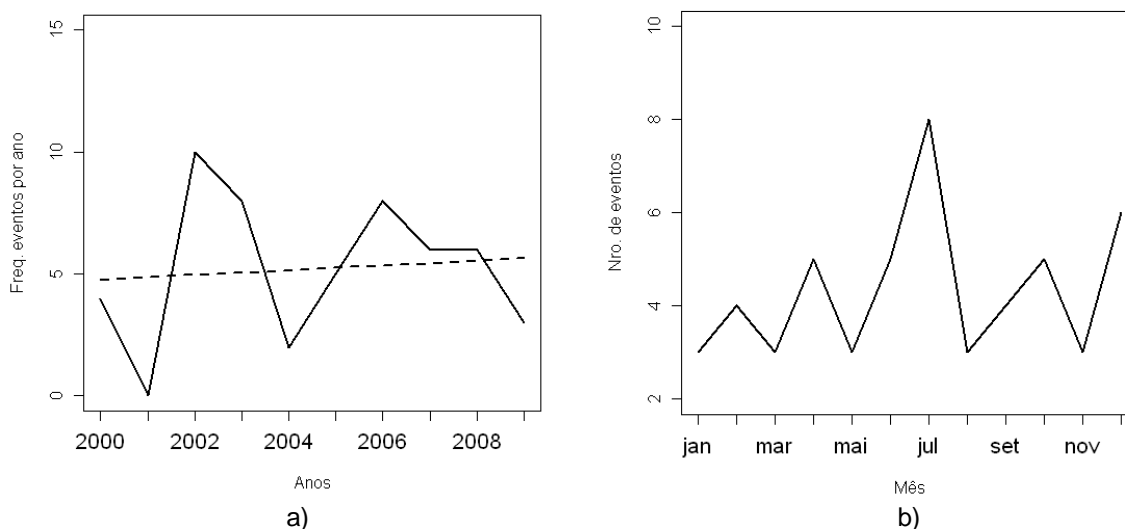 Freq. eventos por ano
15
10
5
0
2000 2002 2004 2006 2008
Anos
a)
Nro. de eventos
10
8
6
4
2
jan mar mai jul set nov
Mês
b)